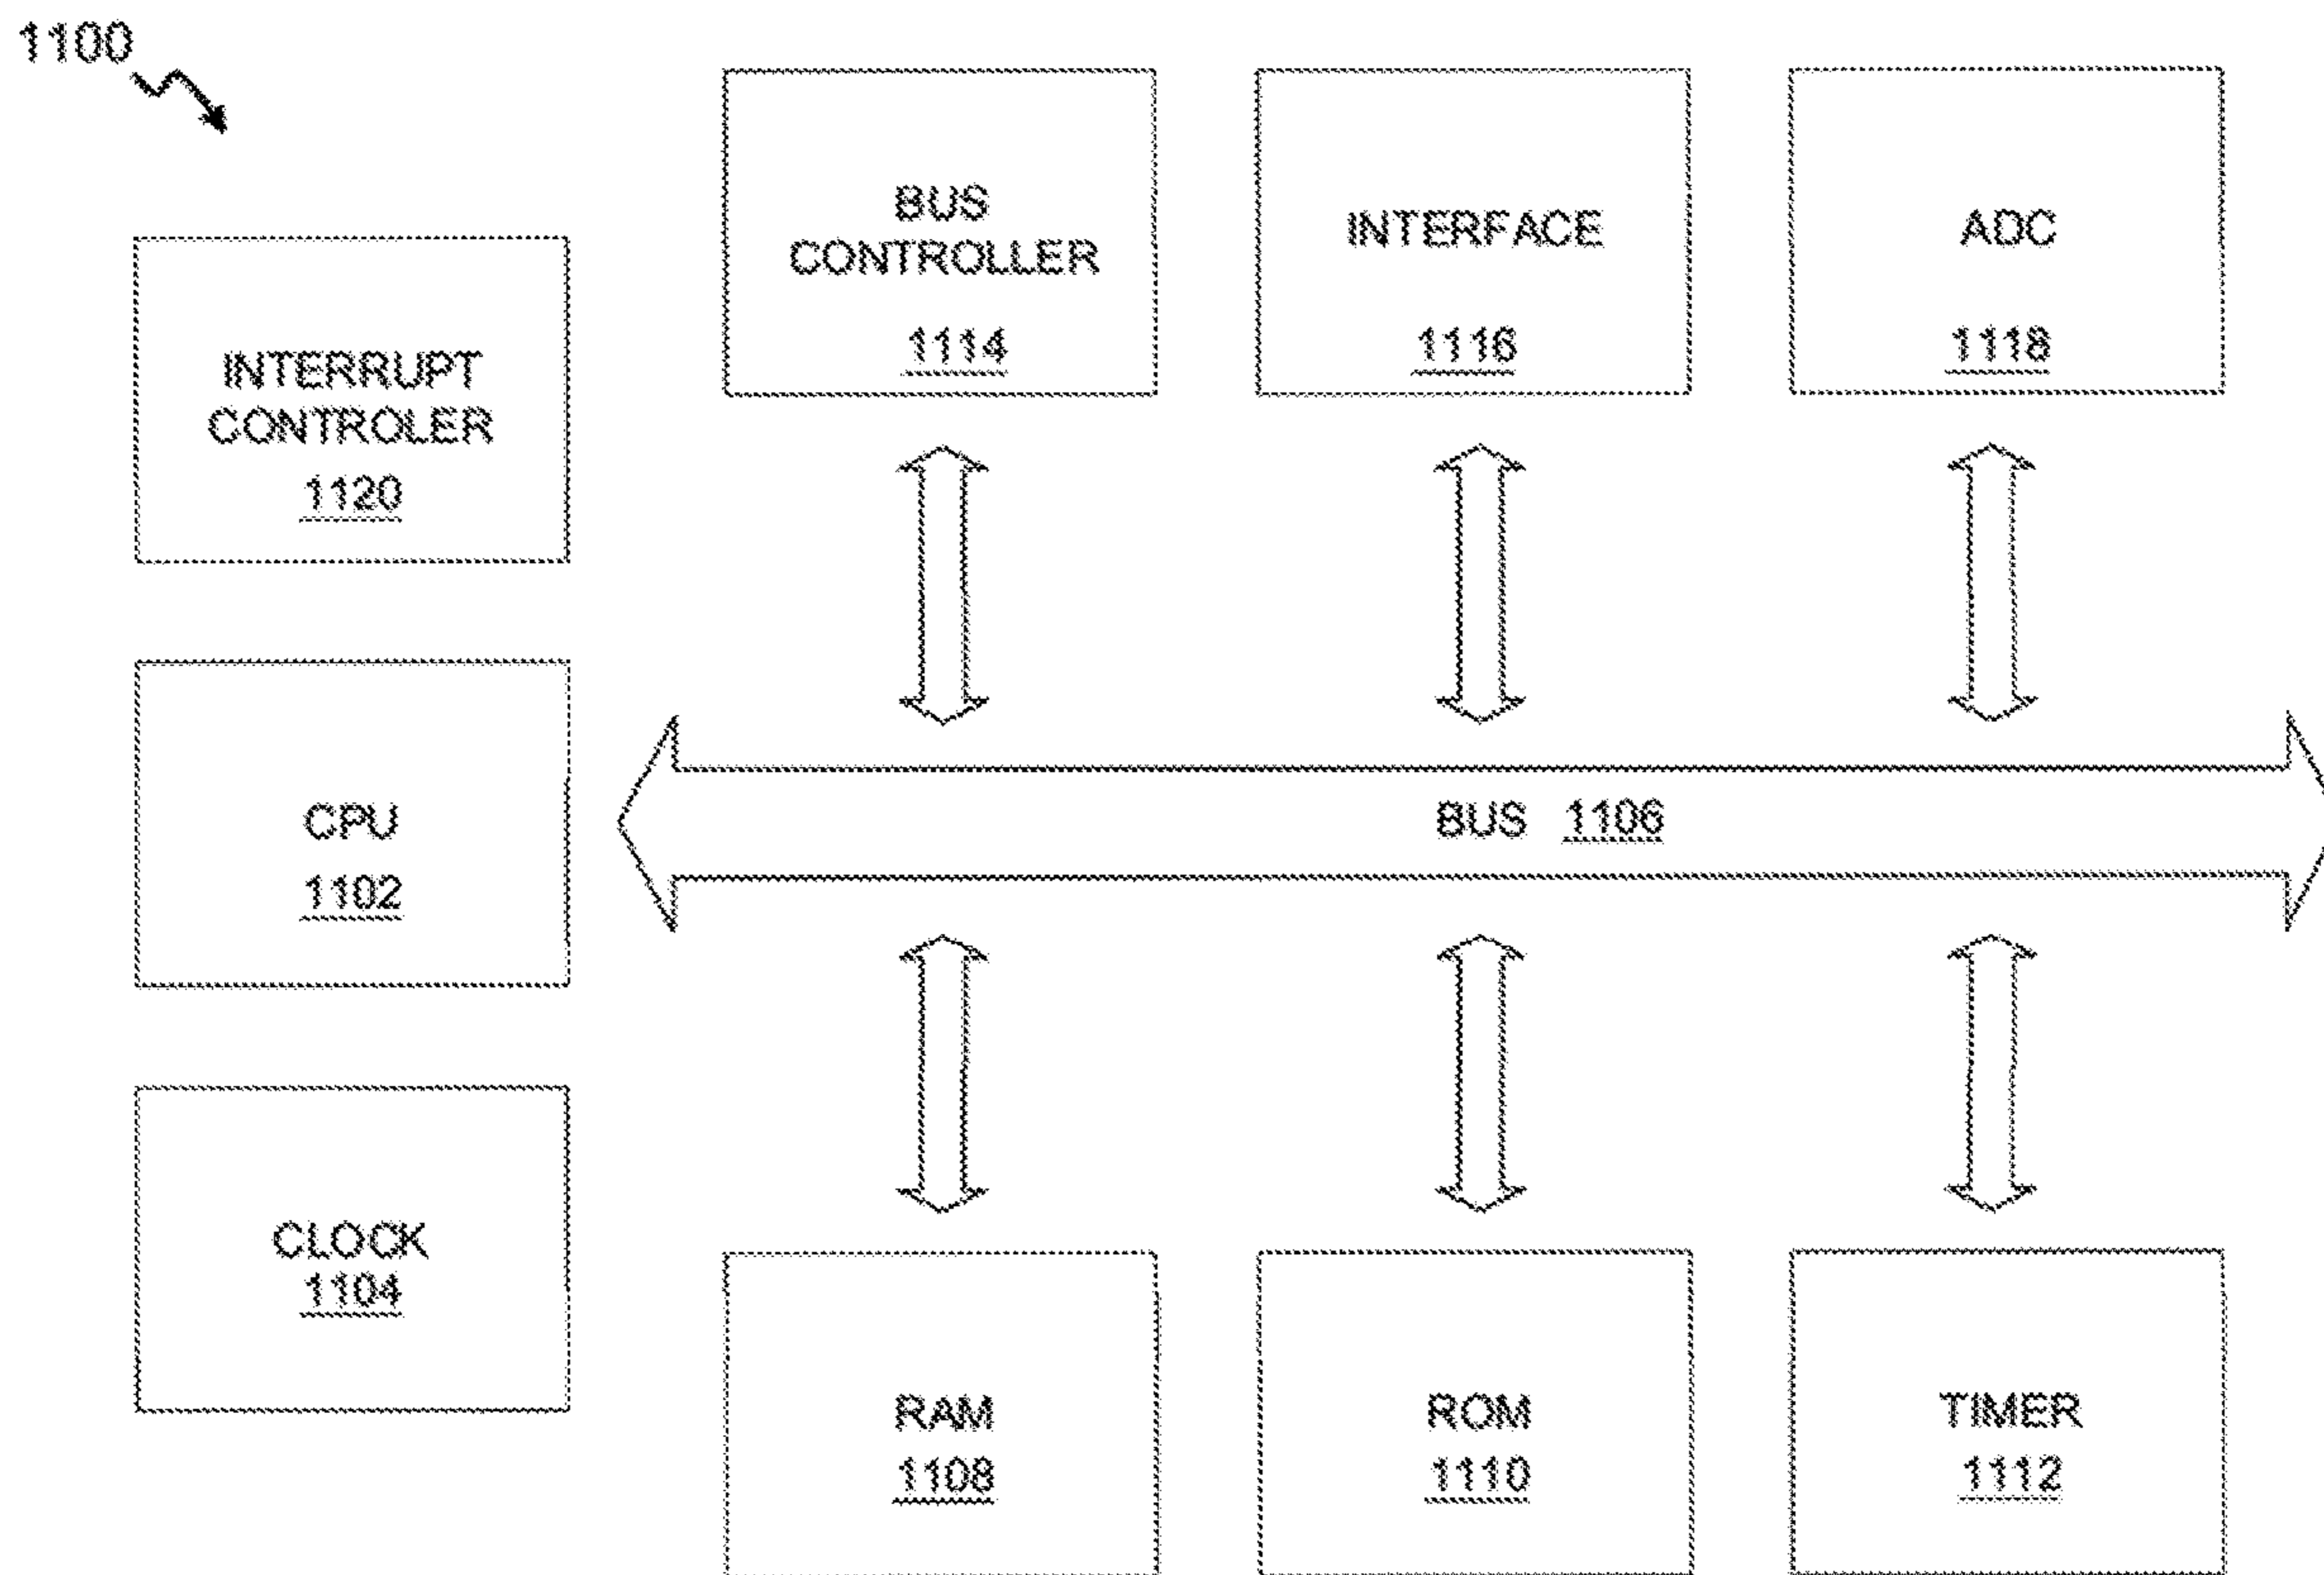 1100
BUS
CONTROLLER
1114
INTERFACE
1116
ADC
1118
INTERRUPT
CONTROLER
1120
CPU
1102
BUS 1106
CLOCK
1104
RAM
1108
ROM
1110
TIMER
1112